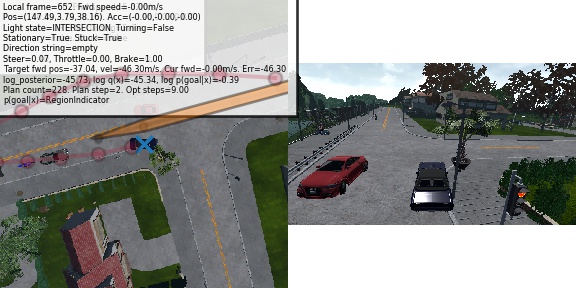 Local frame=652. Fwd speed=-0.00m/s
Pos=(147.49,3.79,38.16). Acc=(-0.00,-0.00,-0.00)
Light state=INTERSECTION. Turning=False
Stationary=True. Stuck=True
Direction string=empty
Steer=0.07, Throttle=0.00, Brake=1.00
Target fwd pos=-37.04, vel=-46.30m/s, Cur fwd=-0.00m/s. Err=-46.30
log_posterior=-45.73, log q(x)=-45.34, log p(goal|x)=-0.39
Plan count=228. Plan step=2. Opt steps=9.00
p(goal|x)=RegionIndicator